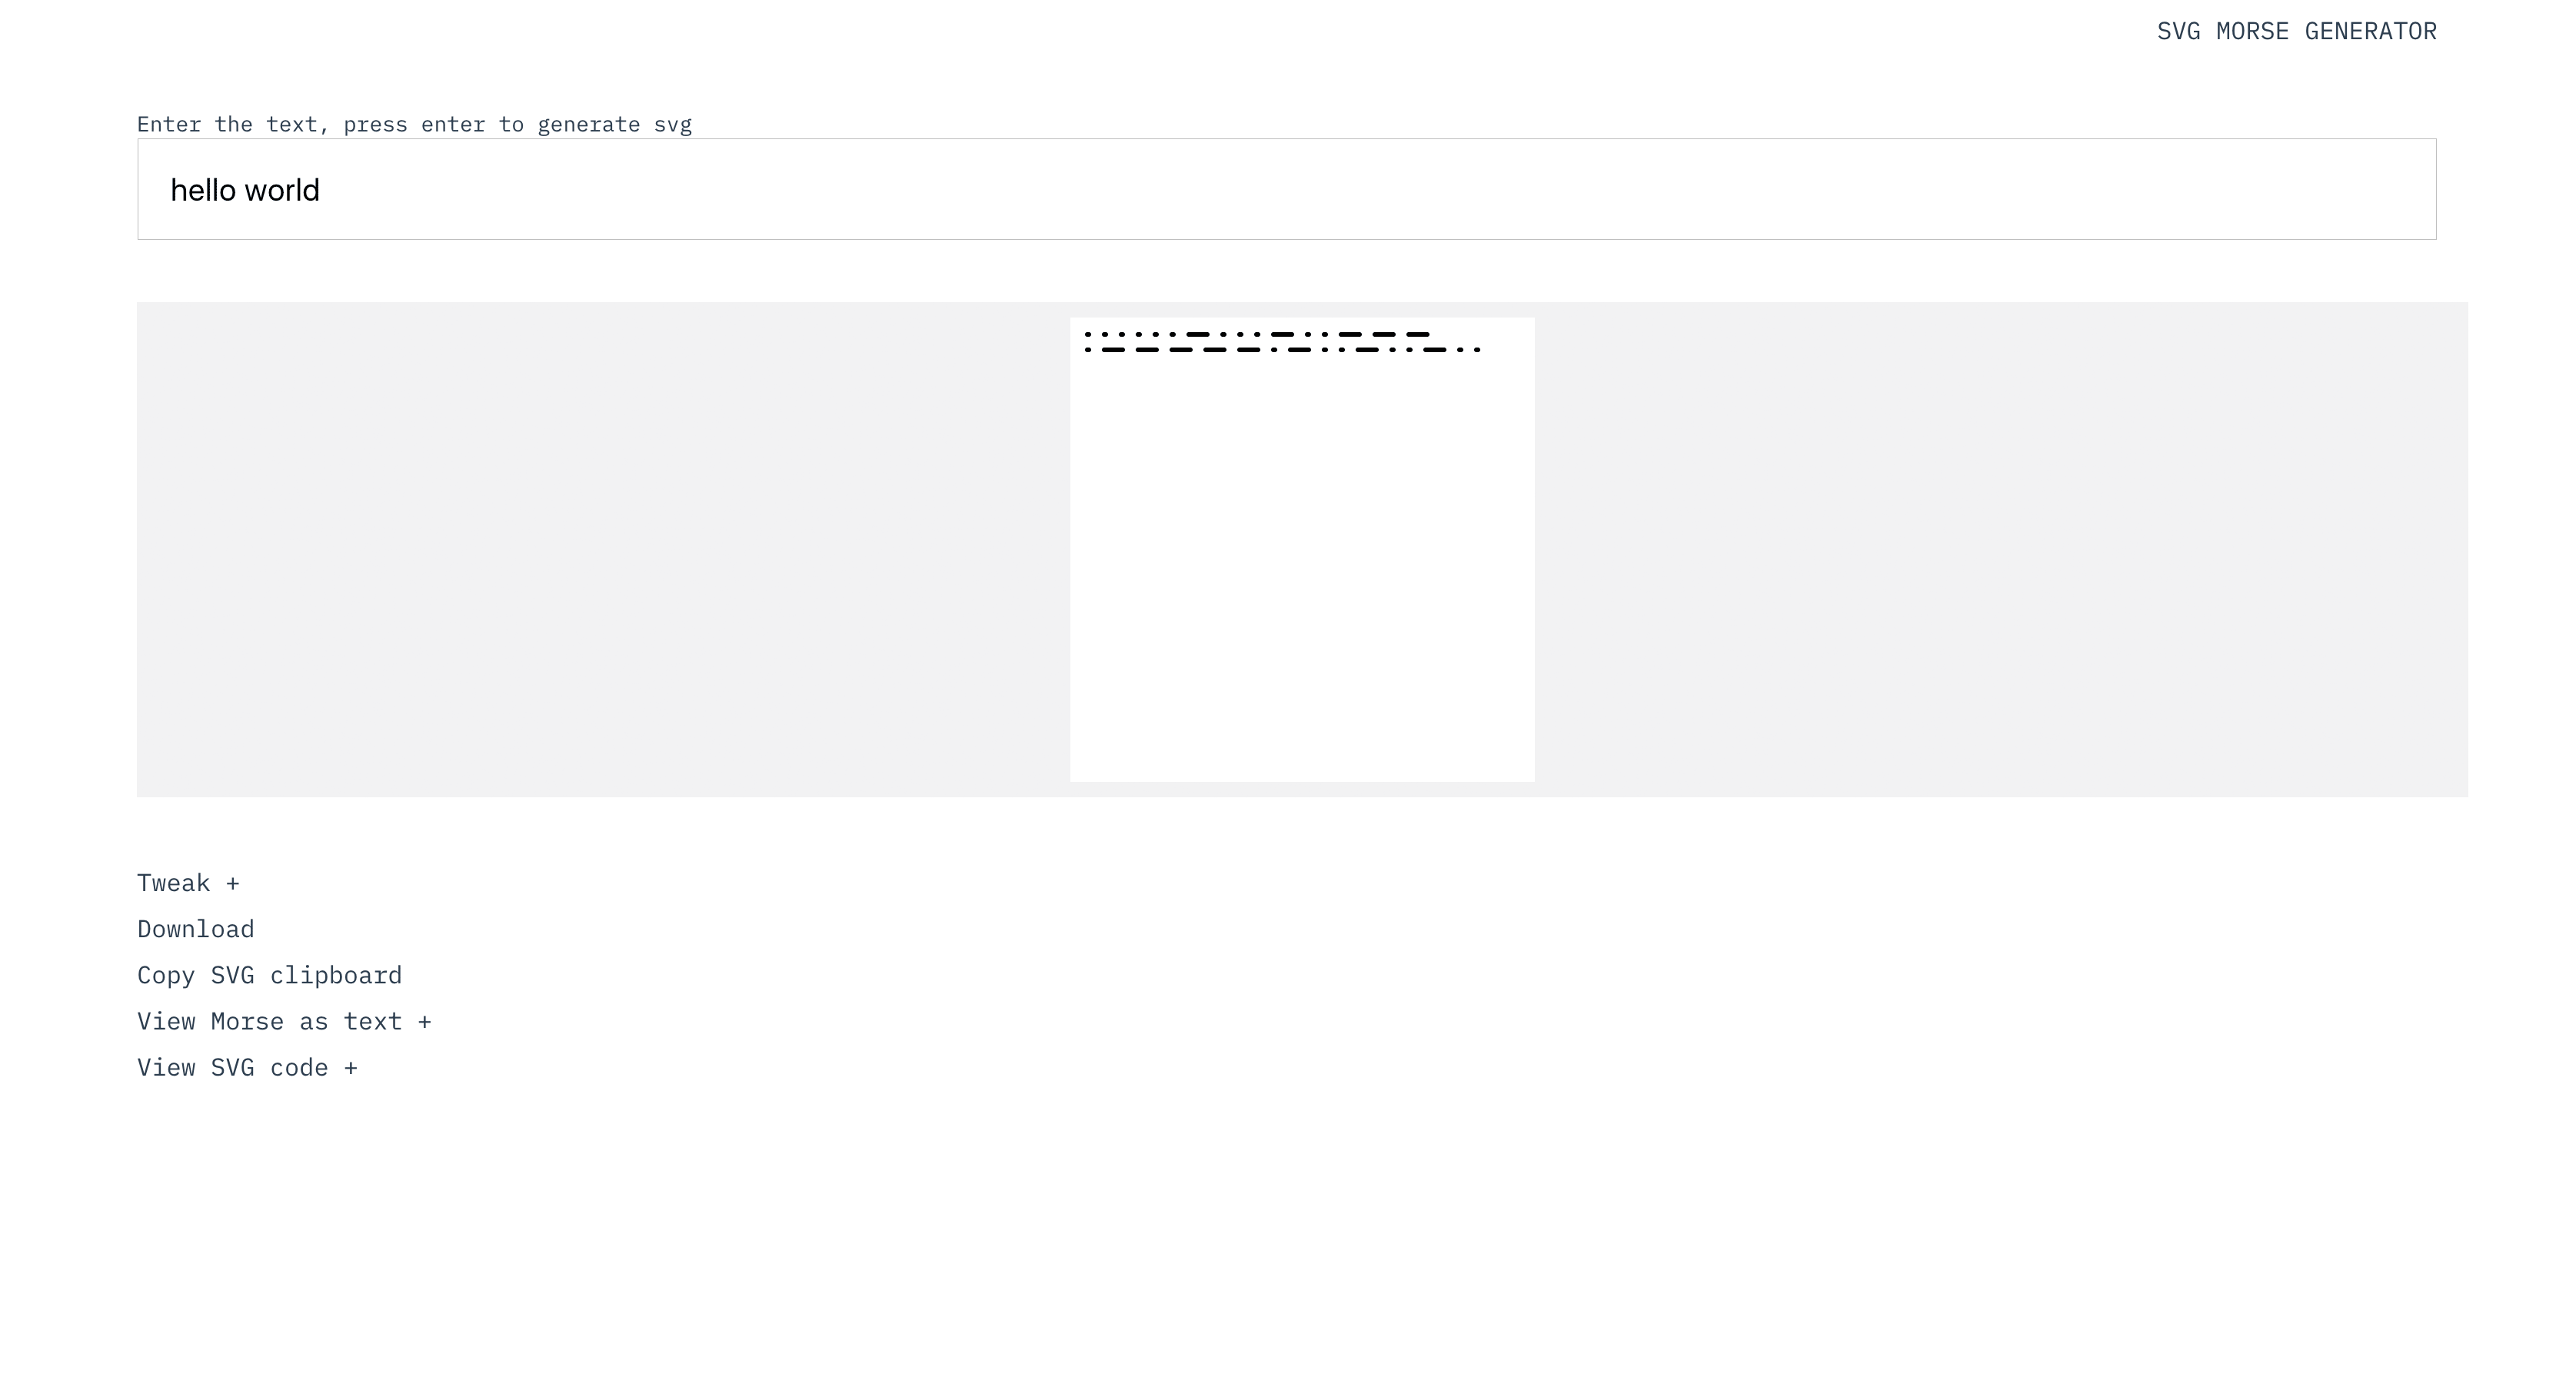 SVG MORSE GENERATOR
Enter the text, press enter to generate svg
hello world
Tweak +
Download
Copy SVG clipboard
View Morse as text +
View SVG code +